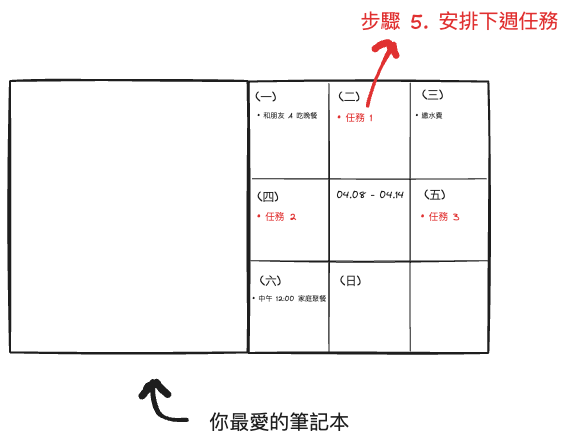 步驟 5. 安排下週任務
(一)
• 和朋友 A 吃晚餐
(二)
• 任務 1
(三)
• 繳水費
(四)
• 任務 2
04.08 - 04.14
(五)
• 任務 3
(六)
• 中午 12:00 家庭聚餐
(日)
你最愛的筆記本